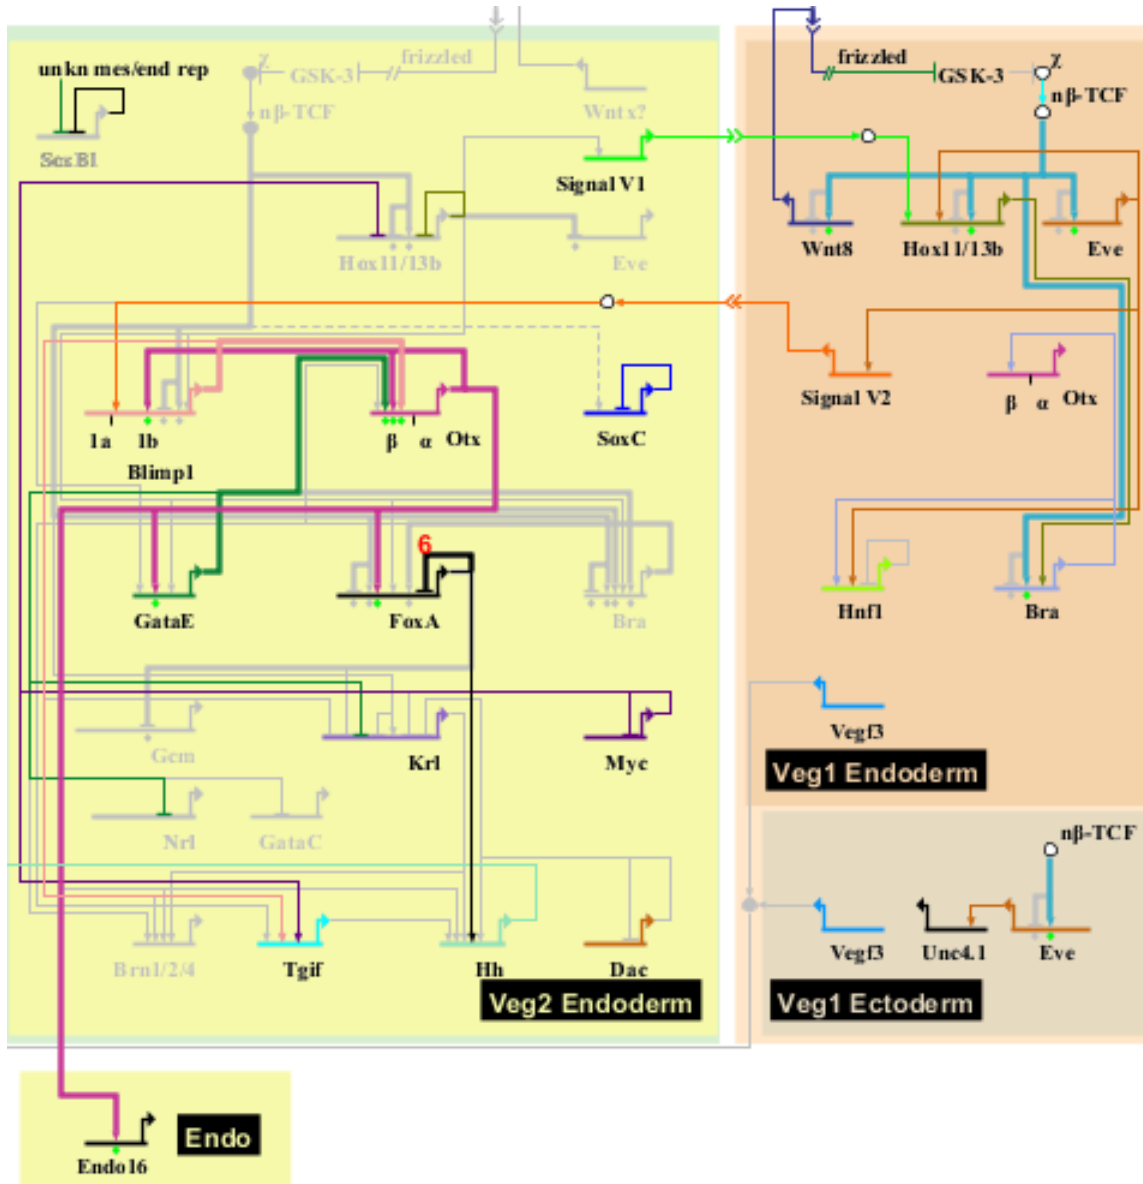 unkn mes/end rep
SoxB1
χ
GSK-3
frizzled
nβ-TCF
Wntx?
Signal V1
Hox11/13b
Eve
1a
1b
Blimp1
β
α
Otx
SoxC
GataE
6
FoxA
Bra
Gcm
Krl
Myc
Nrl
GataC
Brn1/2/4
Tgif
Hh
Dac
Veg2 Endoderm
frizzled
GSK-3
χ
nβ-TCF
Wnt8
Hox11/13b
Eve
Signal V2
β
α
Otx
Hnf1
Bra
Vegf3
Veg1 Endoderm
nβ-TCF
Vegf3
Unc4.1
Eve
Veg1 Ectoderm
Endo16
Endo